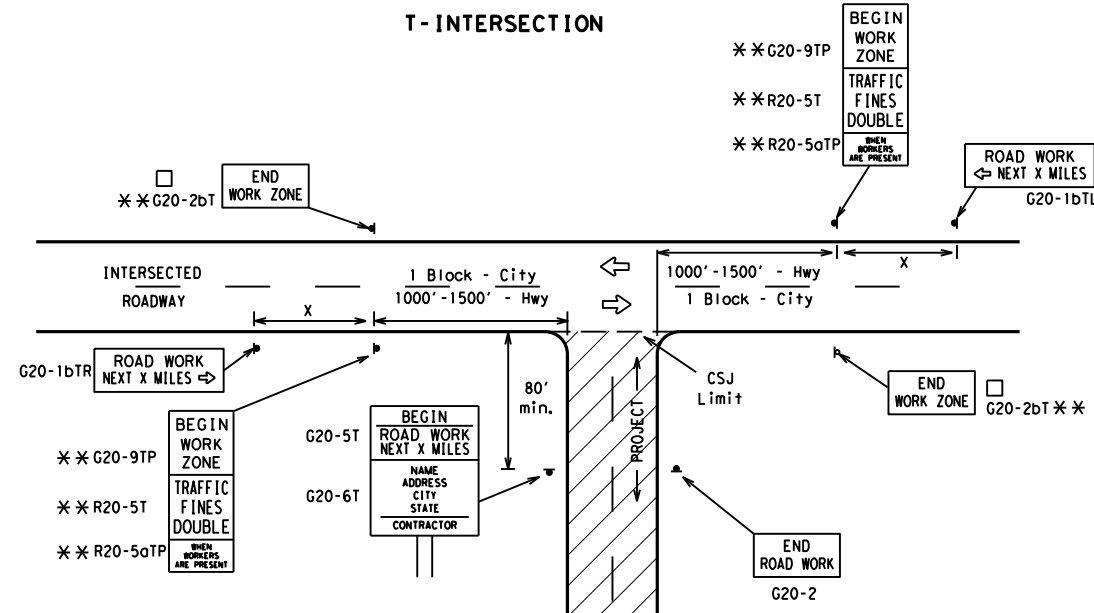 T-INTERSECTION
BEGIN
WORK
ZONE
TRAFFIC
FINES
DOUBLE
WHEN
WORKERS
ARE PRESENT
**G20-9TP
**R20-5T
**R20-5aTP
ROAD WORK
⇦ NEXT X MILES
G20-1bTL
□
**G20-2bT
END
WORK ZONE
INTERSECTED
ROADWAY
X
1 Block - City
1000'-1500' - Hwy
⇦
⇨
1000'-1500' - Hwy
1 Block - City
X
G20-1bTR
ROAD WORK
NEXT X MILES ⇨
80'
min.
CSJ
Limit
PROJECT
END
WORK ZONE
□
G20-2bT **
**G20-9TP
**R20-5T
**R20-5aTP
BEGIN
WORK
ZONE
TRAFFIC
FINES
DOUBLE
WHEN
WORKERS
ARE PRESENT
G20-5T
G20-6T
BEGIN
ROAD WORK
NEXT X MILES
NAME
ADDRESS
CITY
STATE
CONTRACTOR
END
ROAD WORK
G20-2